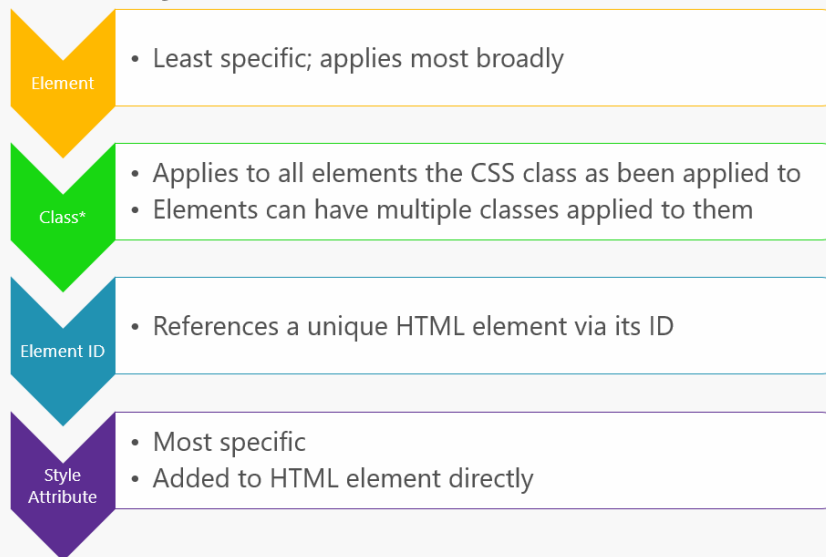 Element
• Least specific; applies most broadly
Class*
• Applies to all elements the CSS class as been applied to
• Elements can have multiple classes applied to them
Element ID
• References a unique HTML element via its ID
Style
Attribute
• Most specific
• Added to HTML element directly